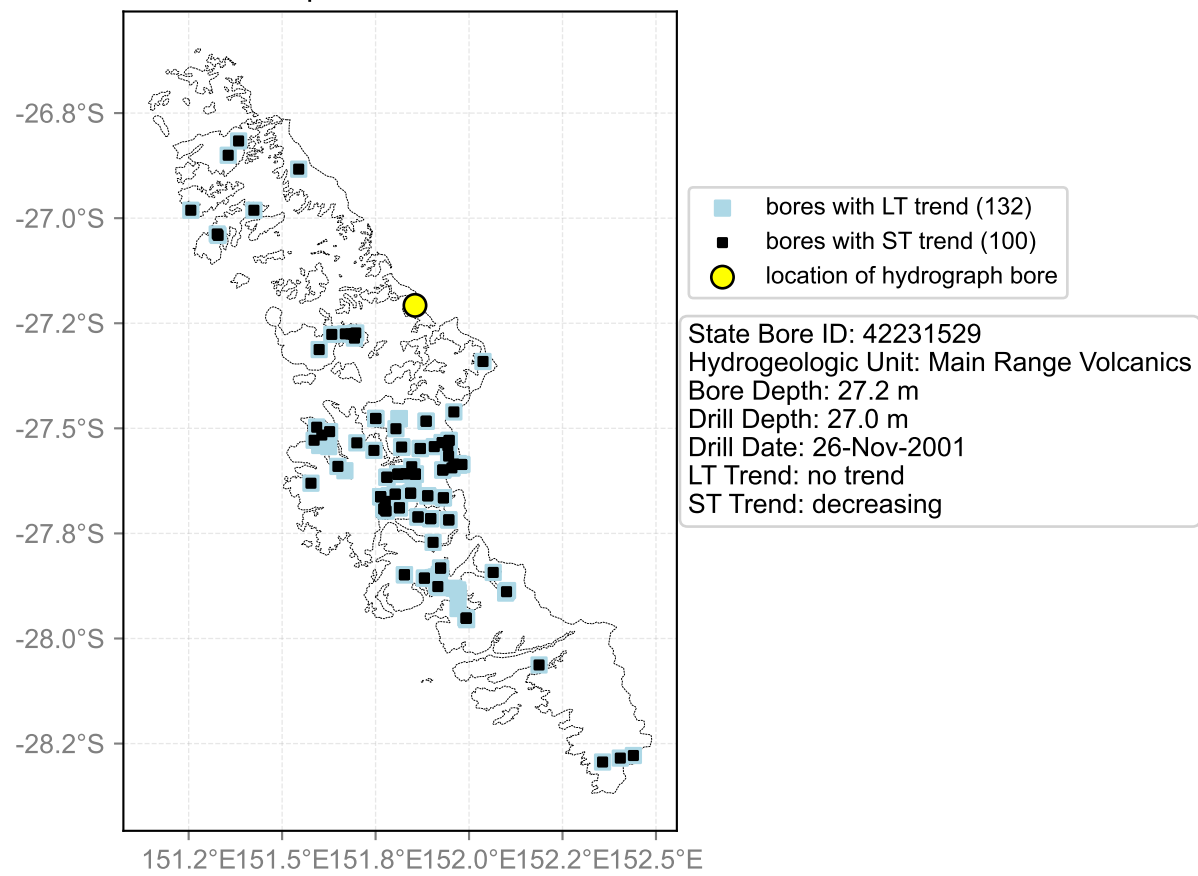 -26.8°S
-27.0°S
-27.2°S
-27.5°S
-27.8°S
-28.0°S
-28.2°S
151.2°E151.5°E151.8°E152.0°E152.2°E152.5°E
bores with LT trend (132)
bores with ST trend (100)
location of hydrograph bore
State Bore ID: 42231529
Hydrogeologic Unit: Main Range Volcanics
Bore Depth: 27.2 m
Drill Depth: 27.0 m
Drill Date: 26-Nov-2001
LT Trend: no trend
ST Trend: decreasing